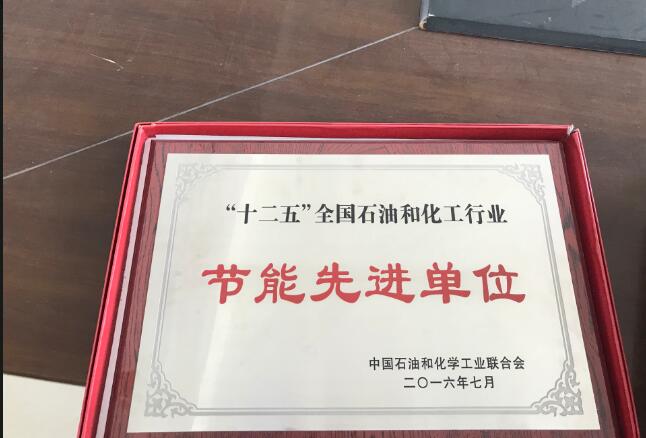 “十二五”全国石油和化工行业
节能先进单位
中国石油和化学工业联合会
二〇一六年七月